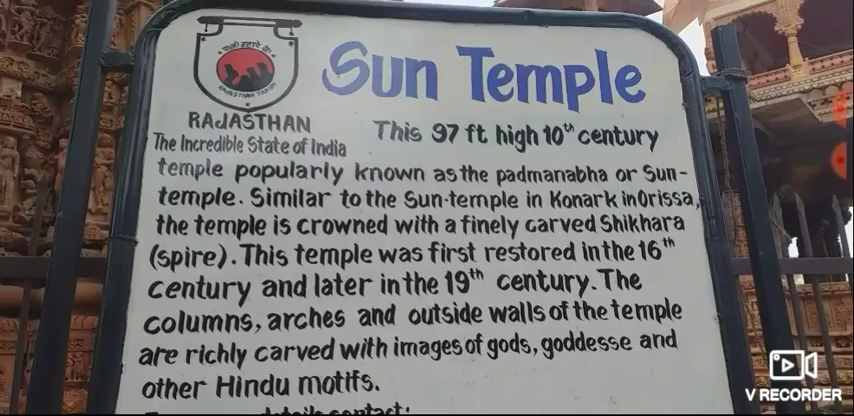 Sun Temple
RAJASTHAN
The Incredible State of India
This 97 ft high 10th century
temple popularly known as the padmanabha or Sun-
temple. Similar to the Sun-temple in Konark in Orissa,
the temple is crowned with a finely carved Shikhara
(spire). This temple was first restored in the 16th
century and later in the 19th century. The
columns, arches and outside walls of the temple
are richly carved with images of gods, goddesse and
other Hindu motifs.
details contact:
V RECORDER